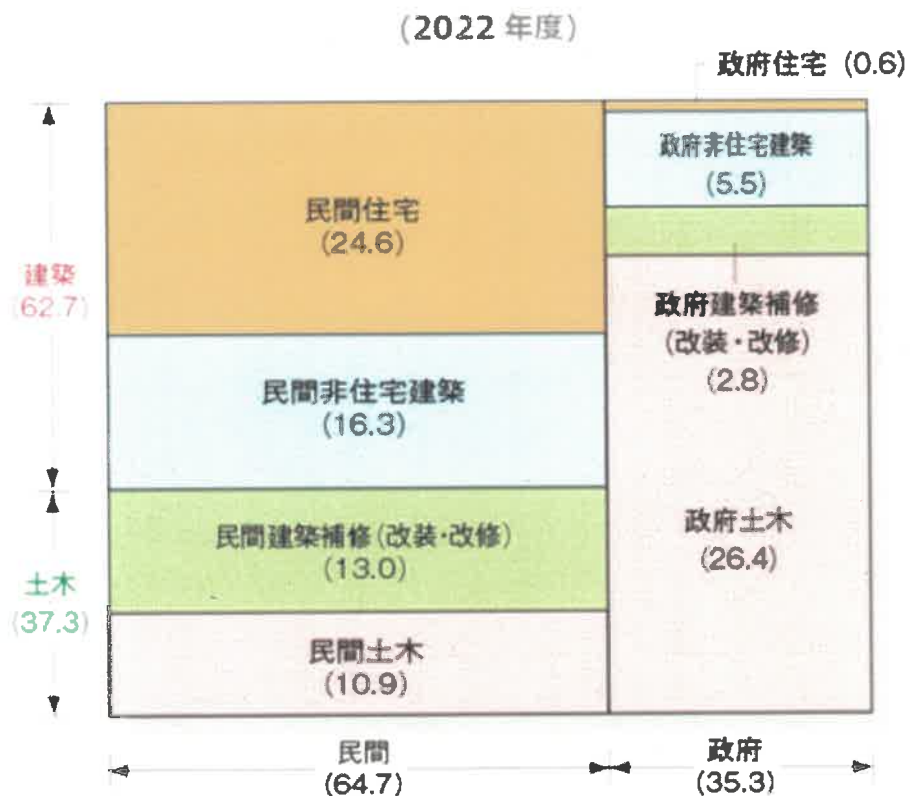 (2022 年度)
政府住宅 (0.6)
政府非住宅建築
(5.5)
民間住宅
(24.6)
建築
(62.7)
政府建築補修
(改装・改修)
(2.8)
民間非住宅建築
(16.3)
民間建築補修(改装・改修)
(13.0)
政府土木
(26.4)
土木
(37.3)
民間土木
(10.9)
民間
(64.7)
政府
(35.3)